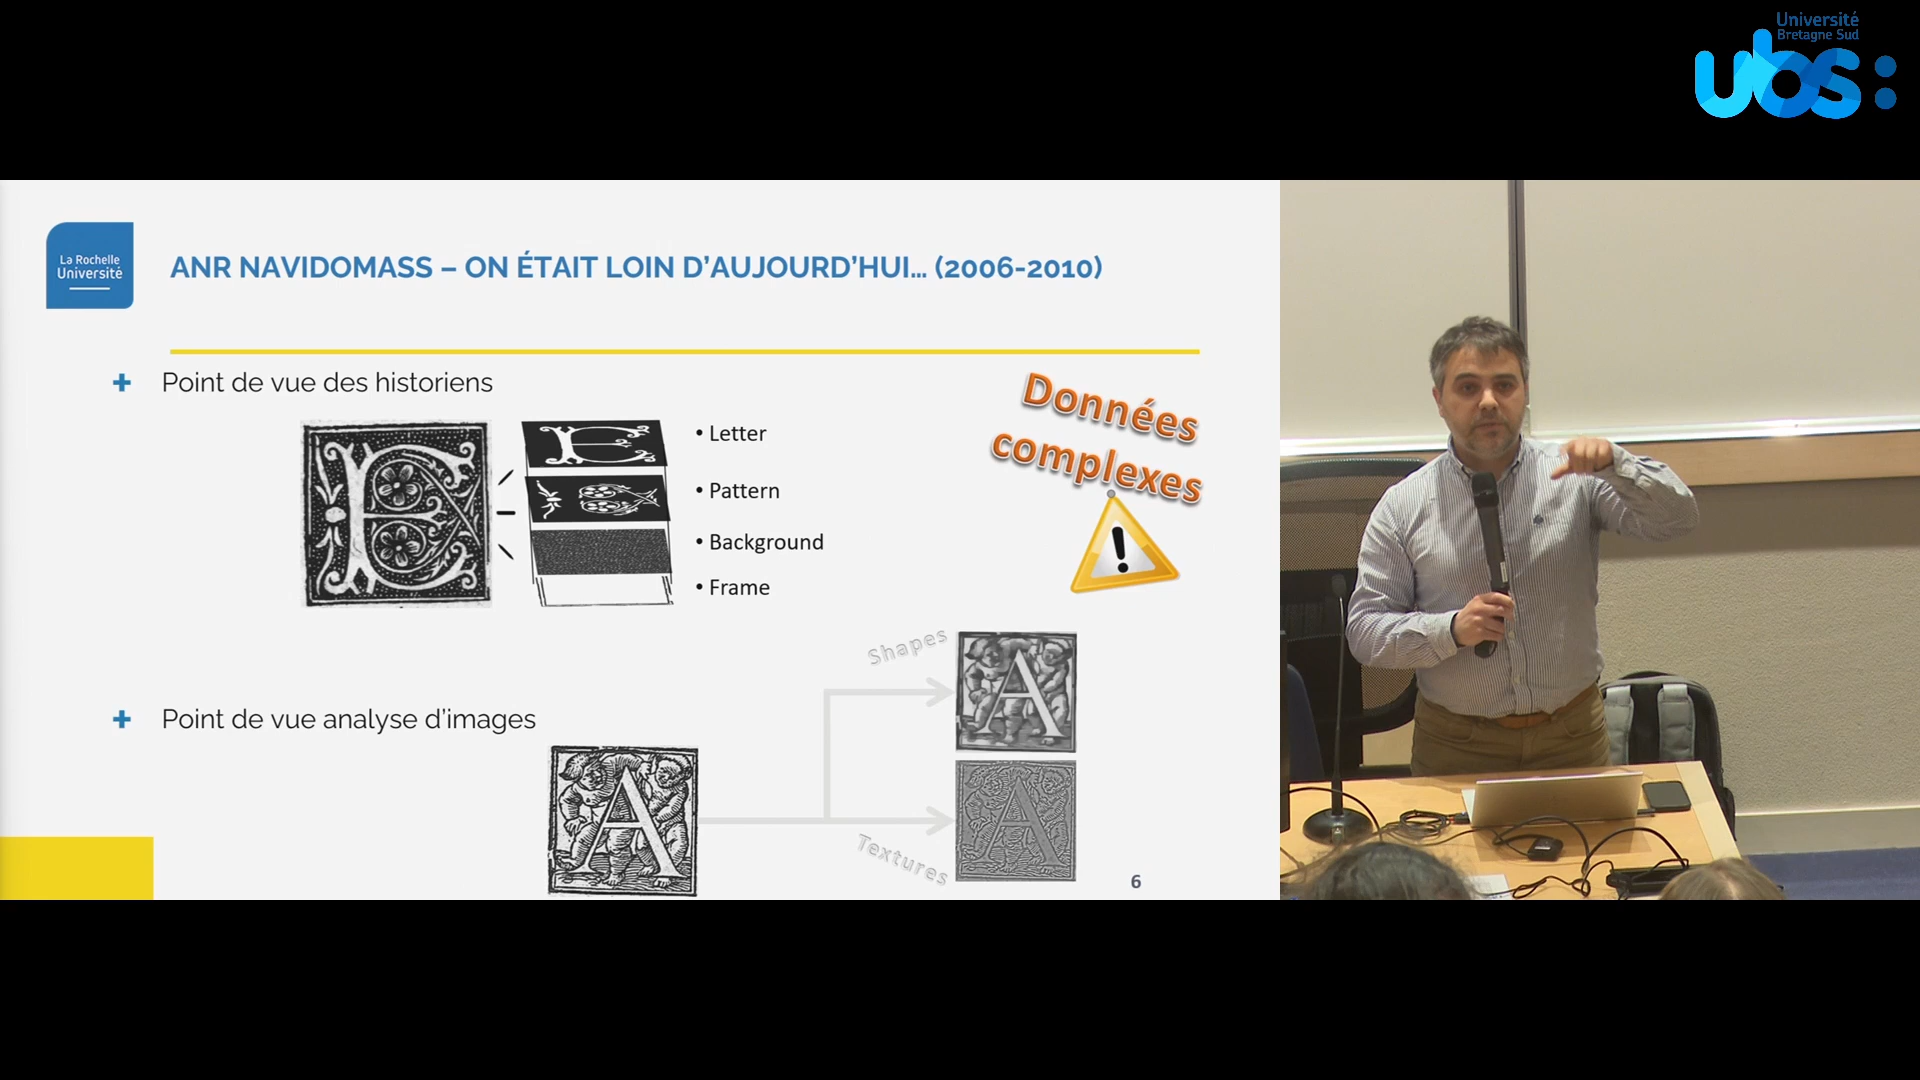 Université
Bretagne Sud
ubs:
La Rochelle
Université
ANR NAVIDOMASS – ON ÉTAIT LOIN D'AUJOURD'HUI... (2006-2010)
+ Point de vue des historiens
Données
complexes
• Letter
• Pattern
• Background
• Frame
Shapes
+ Point de vue analyse d'images
Textures
6